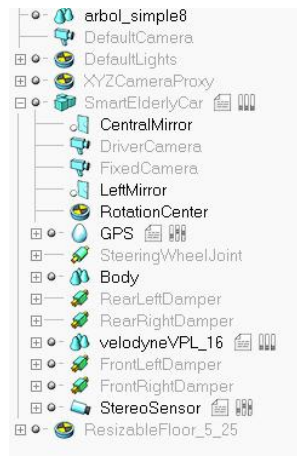 arbol_simple8
DefaultCamera
DefaultLights
XYZCameraProxy
SmartElderlyCar
CentralMirror
DriverCamera
FixedCamera
LeftMirror
RotationCenter
GPS
SteeringWheelJoint
Body
RearLeftDamper
RearRightDamper
velodyneVPL_16
FrontLeftDamper
FrontRightDamper
StereoSensor
ResizableFloor_5_25